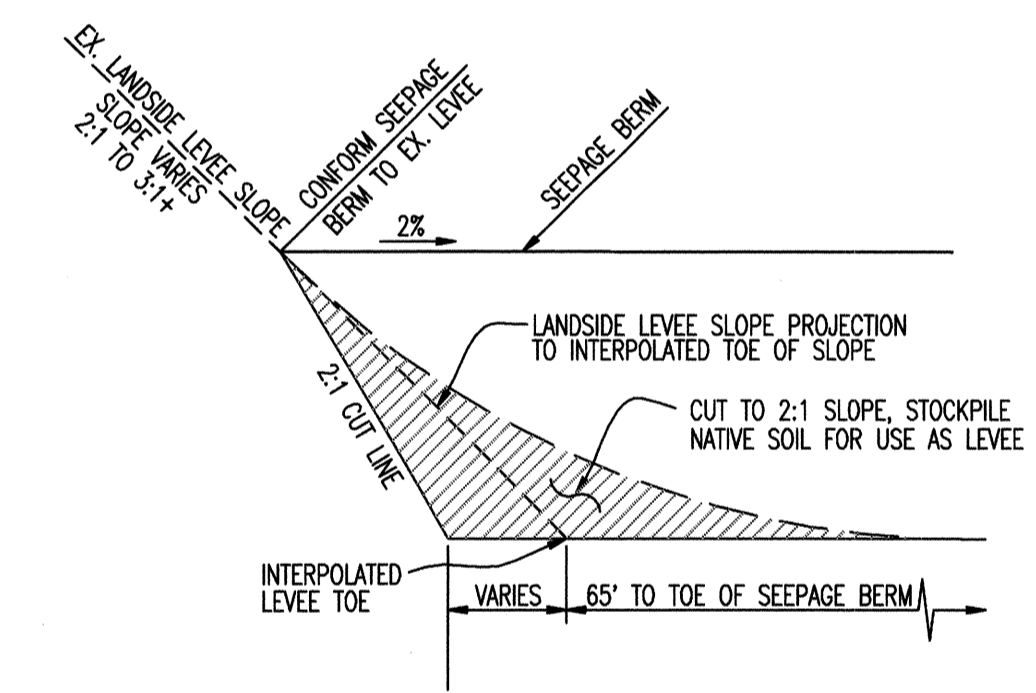 EX. LANDSIDE LEVEE SLOPE
SLOPE VARIES
2:1 TO 3:1+
CONFORM SEEPAGE
BERM TO EX. LEVEE
SEEPAGE BERM
2%
LANDSIDE LEVEE SLOPE PROJECTION
TO INTERPOLATED TOE OF SLOPE
2:1 CUT LINE
CUT TO 2:1 SLOPE, STOCKPILE
NATIVE SOIL FOR USE AS LEVEE
INTERPOLATED
LEVEE TOE
VARIES
65' TO TOE OF SEEPAGE BERM